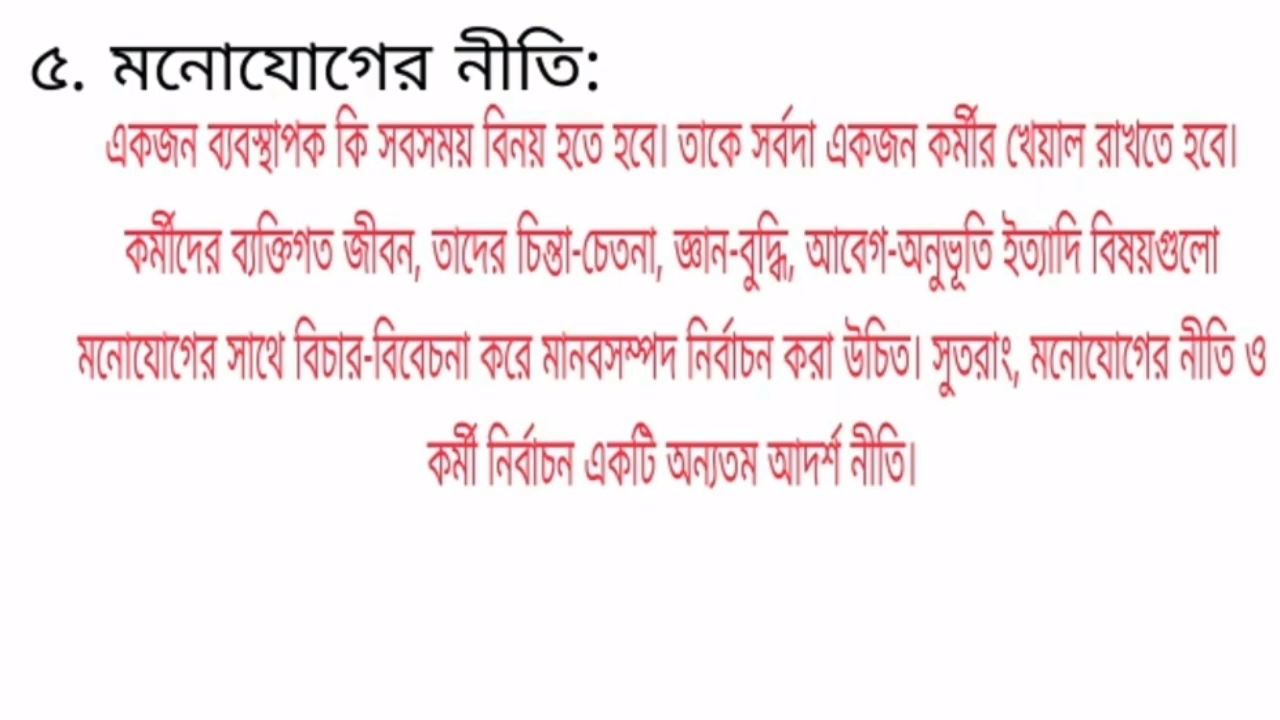 ৫. মনোযোগের নীতি:
একজন ব্যবস্থাপক কি সবসময় বিনয় হতে হবে। তাকে সর্বদা একজন কর্মীর খেয়াল রাখতে হবে।
কর্মীদের ব্যক্তিগত জীবন, তাদের চিন্তা-চেতনা, জ্ঞান-বুদ্ধি, আবেগ-অনুভূতি ইত্যাদি বিষয়গুলো
মনোযোগের সাথে বিচার-বিবেচনা করে মানবসম্পদ নির্বাচন করা উচিত। সুতরাং, মনোযোগের নীতি ও
কর্মী নির্বাচন একটি অন্যতম আদর্শ নীতি।